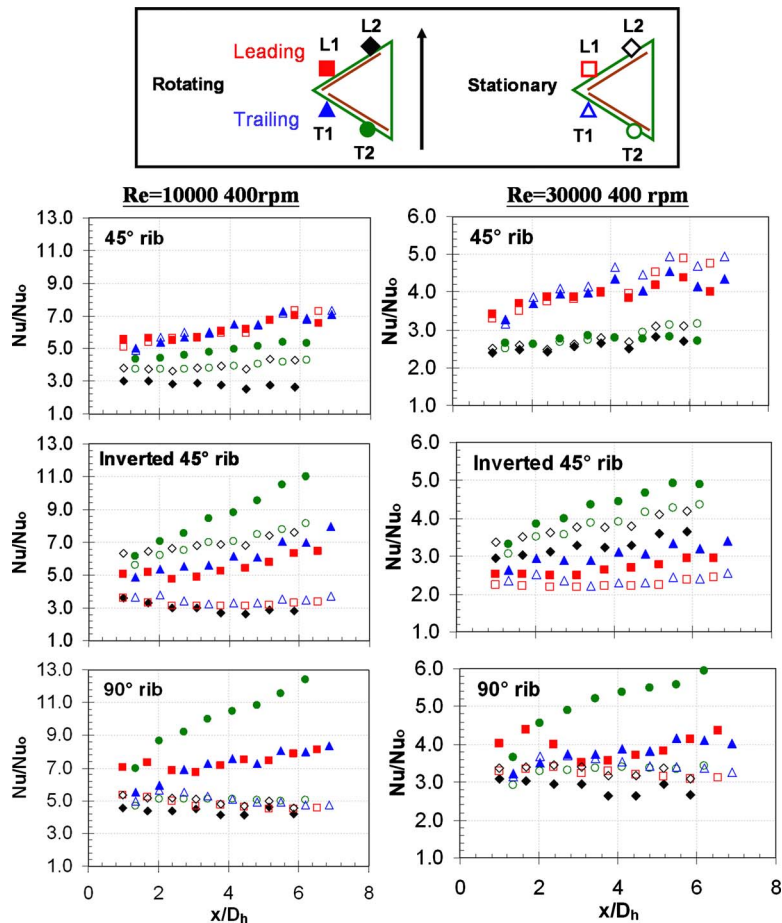 L1 L2 L1 L2
Leading
Rotating Stationary
Trailing
T1 T2 T1 T2
Re=10000 400rpm Re=30000 400 rpm
13.0 6.0
45° rib 45° rib
11.0 5.0
9.0 4.0
Nu/Nuo Nu/Nuo
7.0 3.0
5.0 2.0
3.0 1.0
1.0
13.0 6.0
Inverted 45° rib Inverted 45° rib
11.0 5.0
9.0 4.0
Nu/Nuo Nu/Nuo
7.0 3.0
5.0 2.0
3.0 1.0
1.0
13.0 6.0
90° rib 90° rib
11.0 5.0
9.0 4.0
Nu/Nuo Nu/Nuo
7.0 3.0
5.0 2.0
3.0 1.0
1.0
0 2 4 6 8 0 2 4 6 8
x/Dh x/Dh